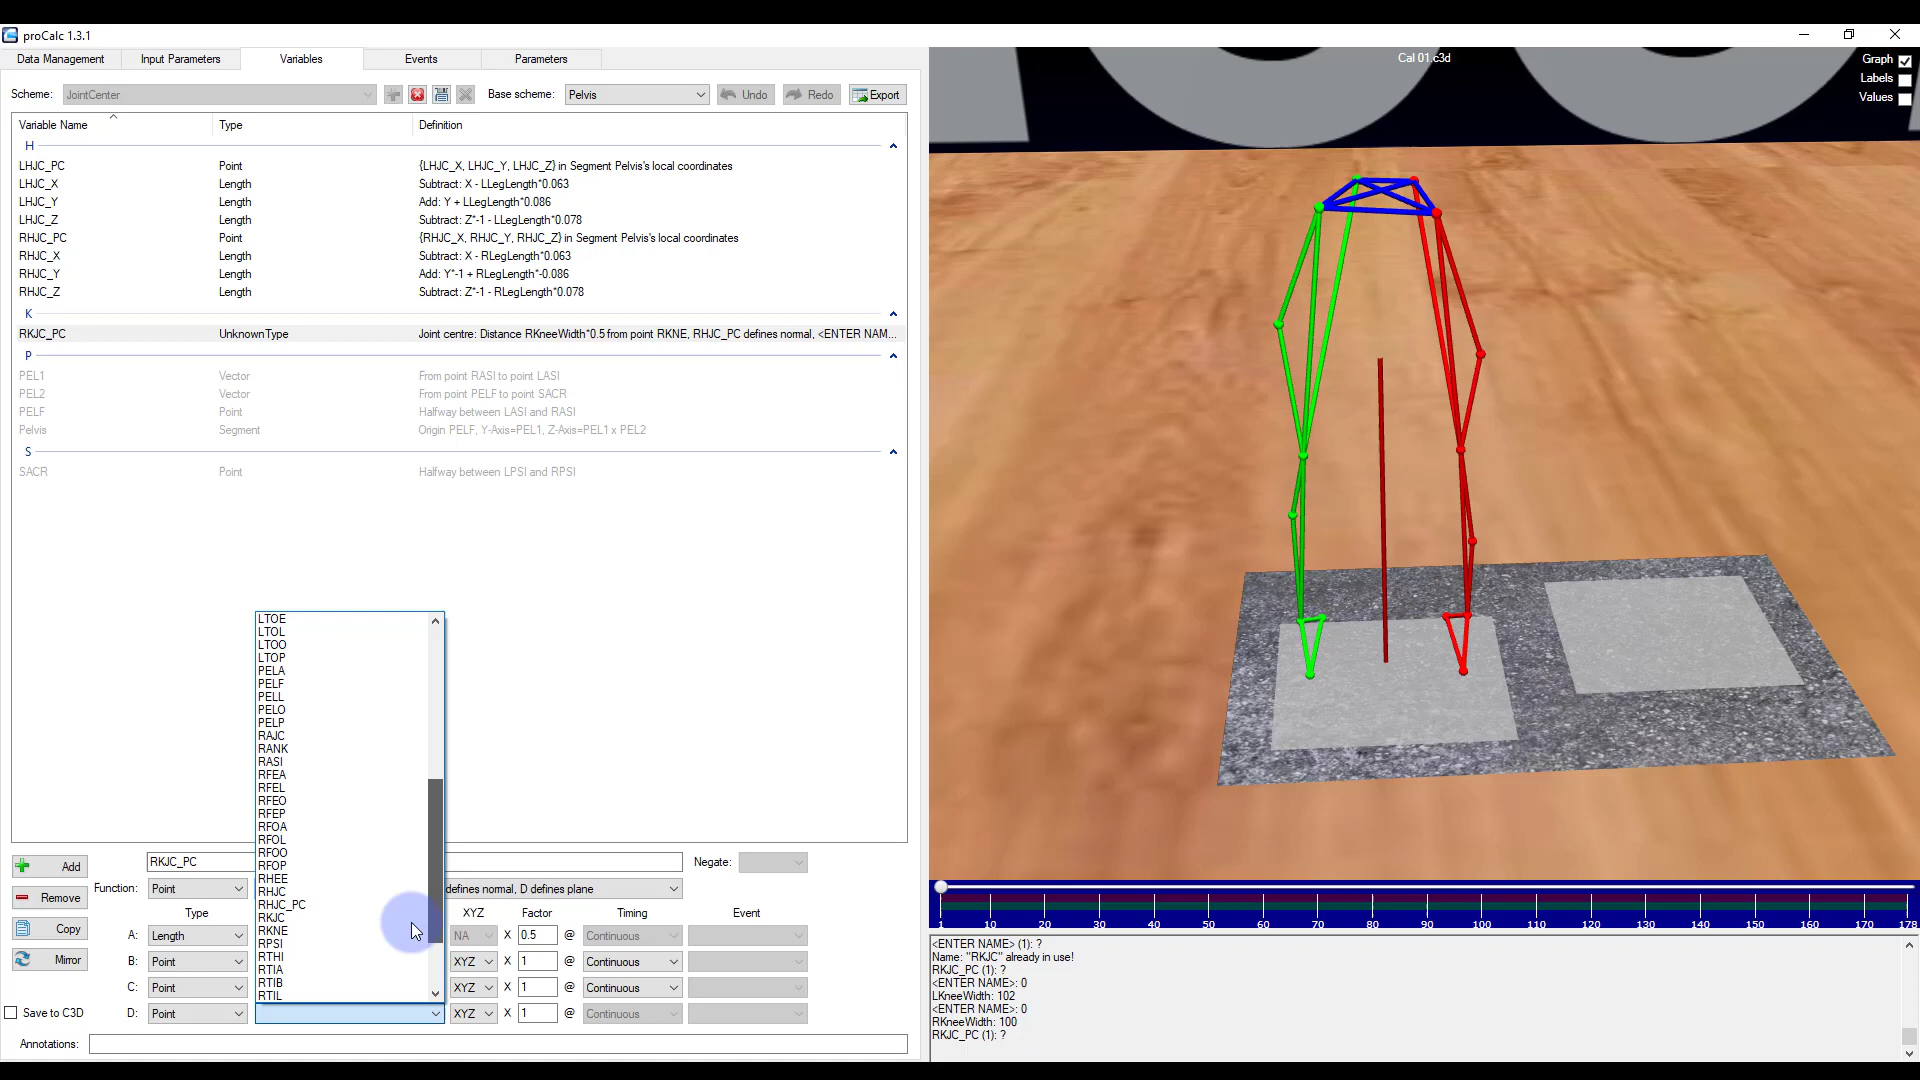 proCalc 1.3.1
Data Management Input Parameters Variables Events Parameters
Scheme: JointCenter Base scheme: Pelvis Undo Redo Export
Variable Name Type Definition
H
LHJC_PC Point {LHJC_X, LHJC_Y, LHJC_Z} in Segment Pelvis's local coordinates
LHJC_X Length Subtract: X - LLegLength*0.063
LHJC_Y Length Add: Y + LLegLength*0.086
LHJC_Z Length Subtract: Z*-1 - LLegLength*0.078
RHJC_PC Point {RHJC_X, RHJC_Y, RHJC_Z} in Segment Pelvis's local coordinates
RHJC_X Length Subtract: X - RLegLength*0.063
RHJC_Y Length Add: Y*-1 + RLegLength*-0.086
RHJC_Z Length Subtract: Z*-1 - RLegLength*0.078
K
RKJC_PC UnknownType Joint centre: Distance RKneeWidth*0.5 from point RKNE, RHJC_PC defines normal, <ENTER NAM...
P
PEL1 Vector From point RASI to point LASI
PEL2 Vector From point PELF to point SACR
PELF Point Halfway between LASI and RASI
Pelvis Segment Origin PELF, Y-Axis=PEL1, Z-Axis=PEL1 x PEL2
S
SACR Point Halfway between LPSI and RPSI
LTOE
LTOL
LTOO
LTOP
PELA
PELF
PELL
PELO
PELP
RAJC
RANK
RASI
RFEA
RFEL
RFEO
RFEP
RFOA
RFOL
RFOO
RFOP
RHEE
RHJC
RHJC_PC
RKJC
RKNE
RPSI
RTHI
RTIA
RTIB
RTIL
Add RKJC_PC Negate:
Remove Function: Point defines normal, D defines plane
Type XYZ Factor Timing Event
Copy A: Length NA X 0.5 @ Continuous
Mirror B: Point XYZ X 1 @ Continuous
C: Point XYZ X 1 @ Continuous
Save to C3D D: Point XYZ X 1 @ Continuous
Annotations:
Cal 01.c3d
Graph
Labels
Values
1 10 20 30 40 50 60 70 80 90 100 110 120 130 140 150 160 178
<ENTER NAME> (1): ?
Name: "RKJC" already in use!
RKJC_PC (1): ?
<ENTER NAME>: 0
LKneeWidth: 102
<ENTER NAME>: 0
RKneeWidth: 100
RKJC_PC (1): ?